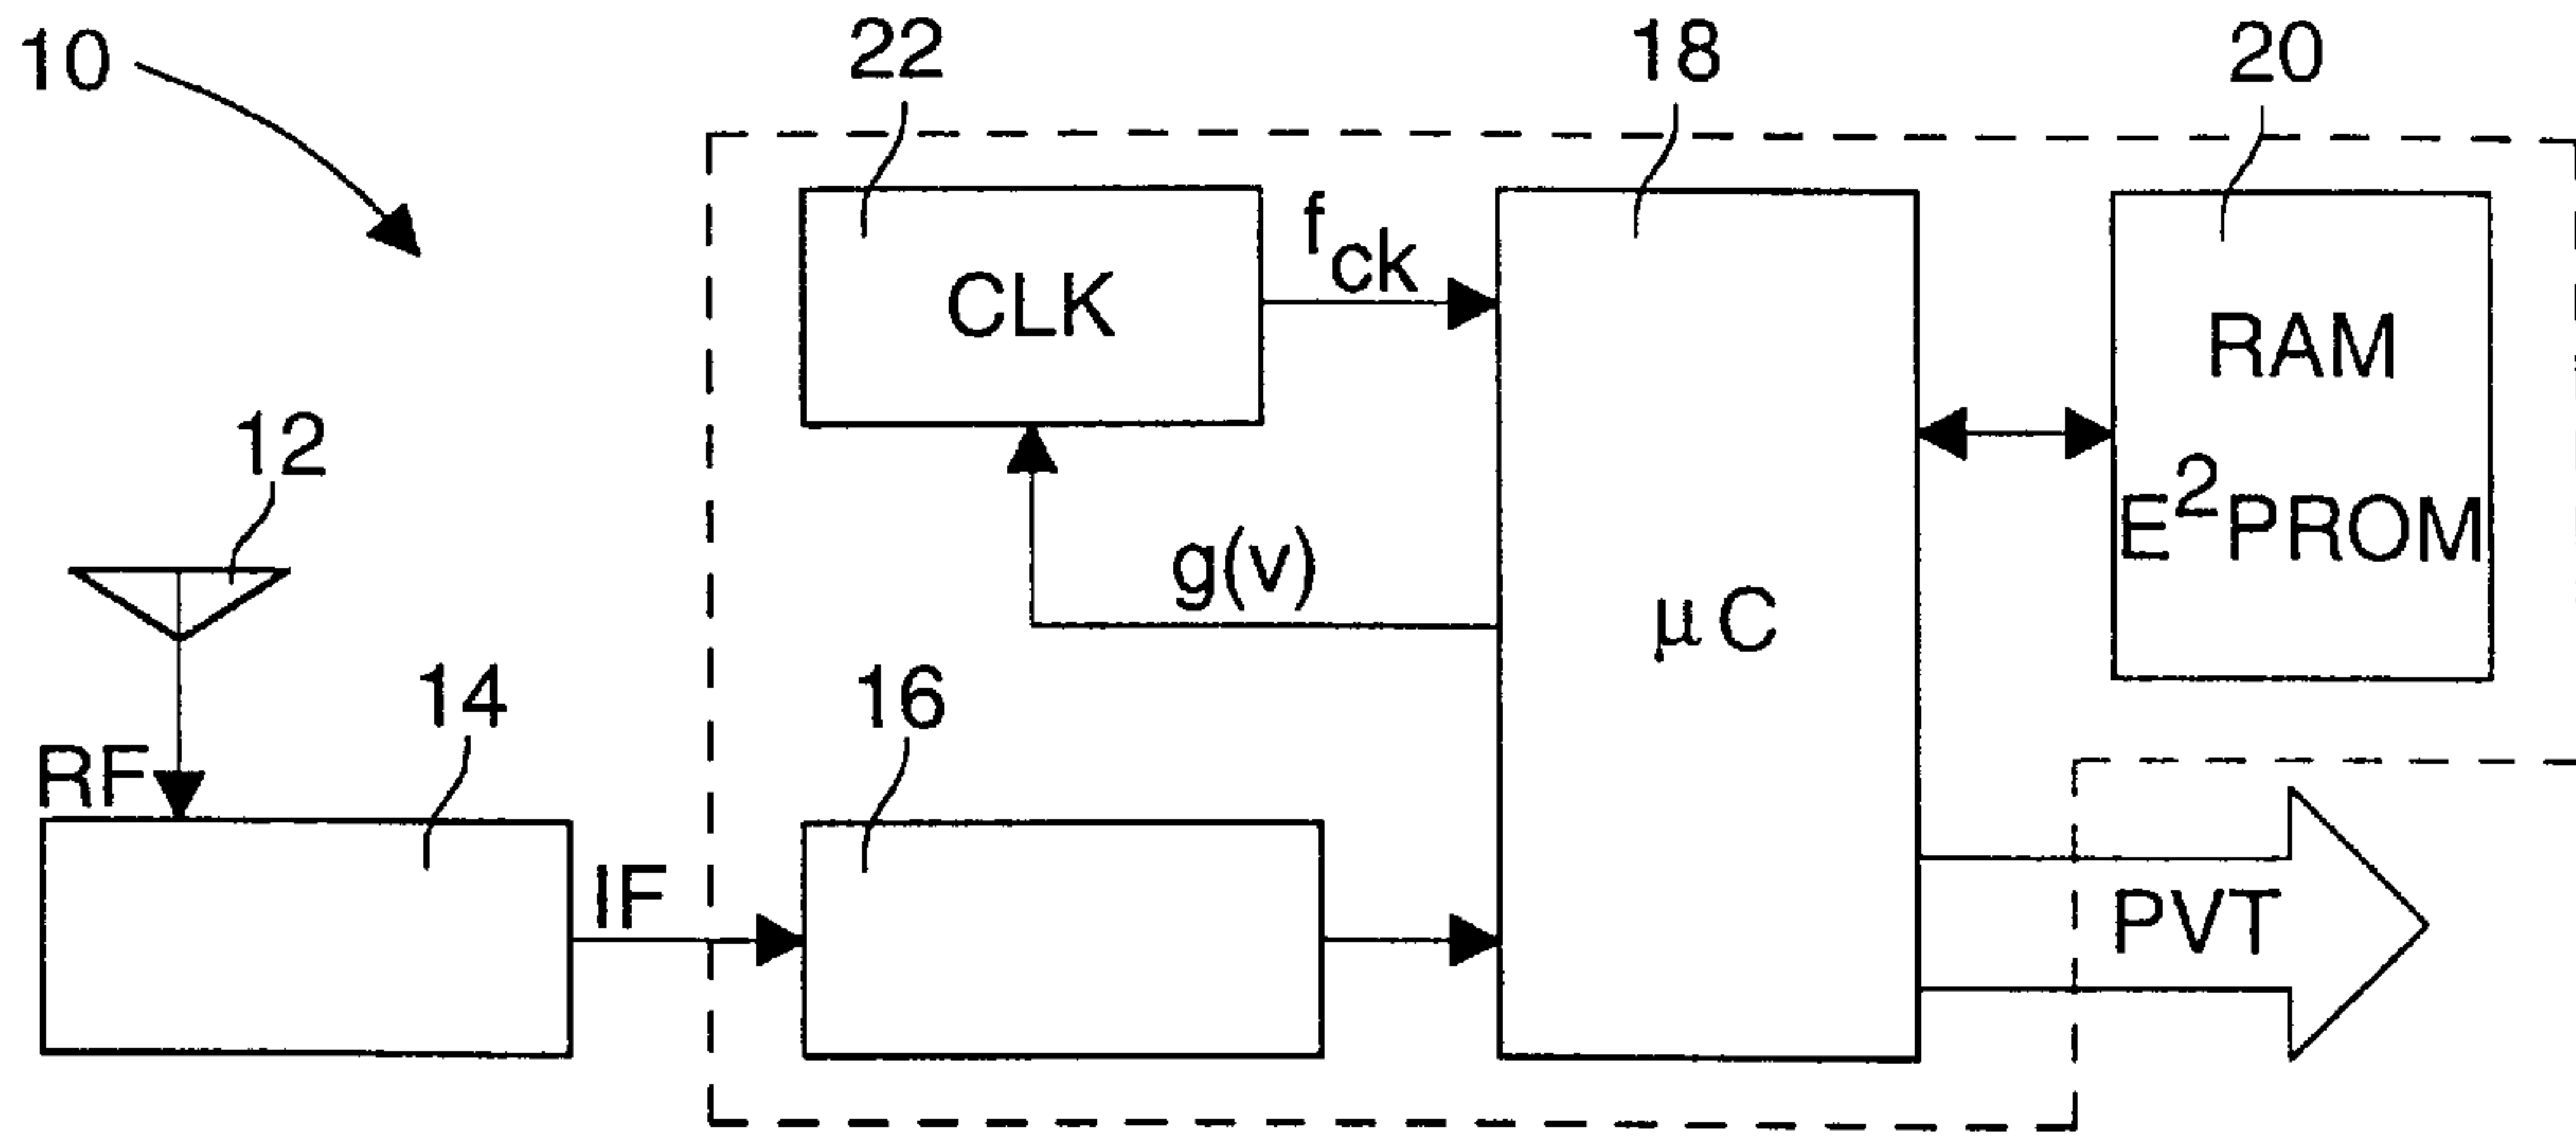 10
22
18
20
CLK
f_ck
RAM
E²PROM
12
g(v)
μC
14
16
RF
IF
PVT